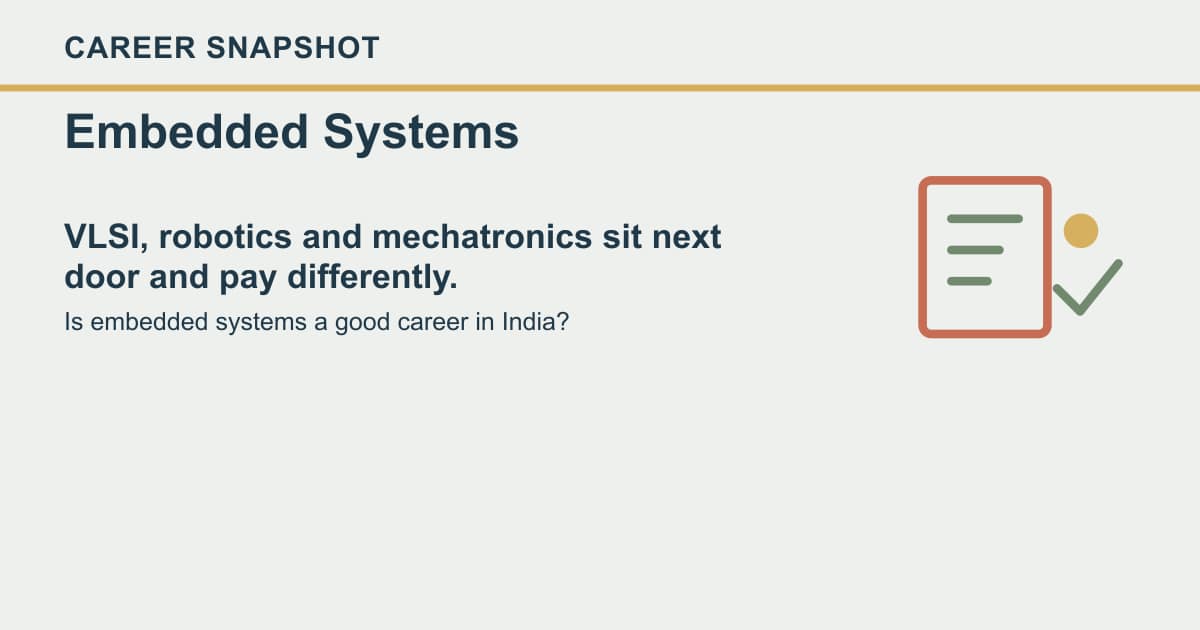 CAREER SNAPSHOT
Embedded Systems
VLSI, robotics and mechatronics sit next
door and pay differently.
Is embedded systems a good career in India?